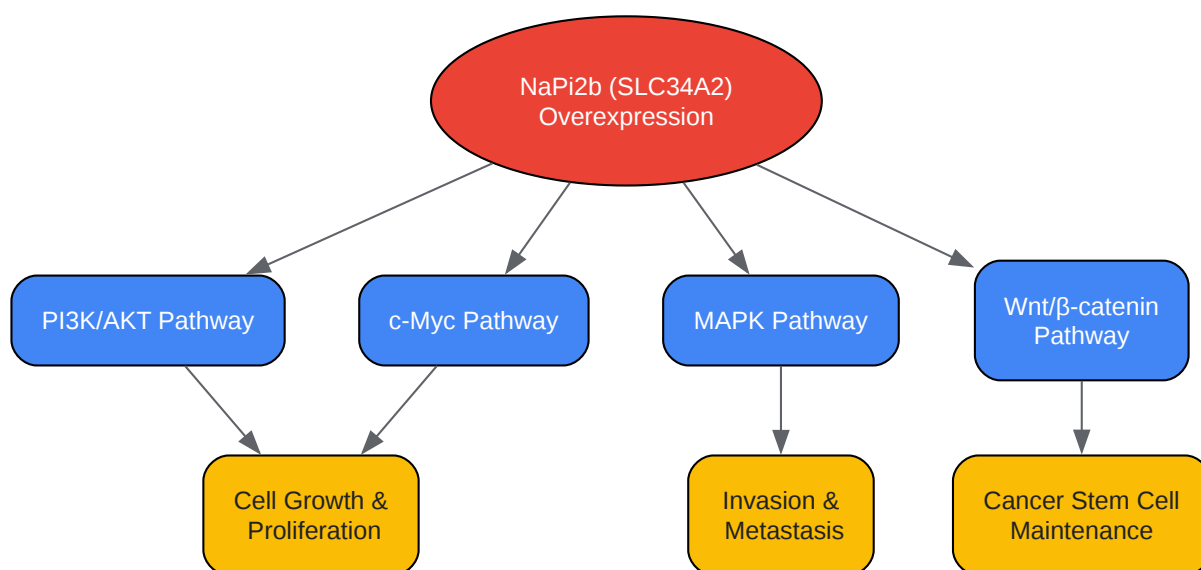 NaPi2b (SLC34A2)
Overexpression
PI3K/AKT Pathway
c-Myc Pathway
MAPK Pathway
Wnt/β-catenin
Pathway
Cell Growth &
Proliferation
Invasion &
Metastasis
Cancer Stem Cell
Maintenance